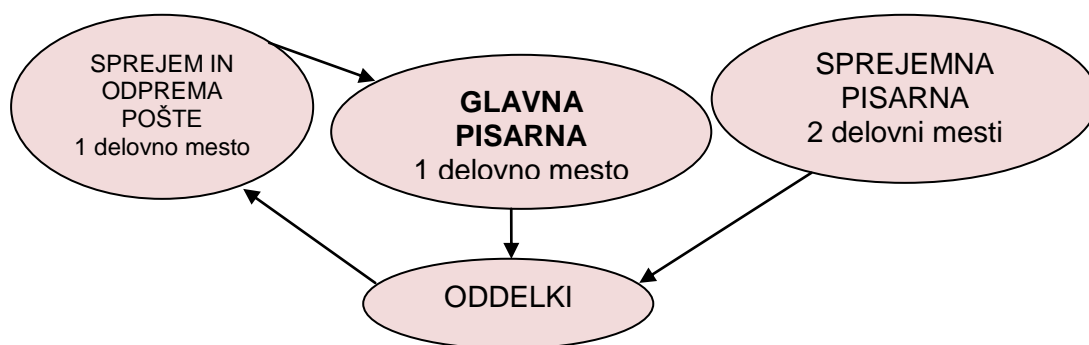 SPREJEM IN
ODPREMA
POŠTE
1 delovno mesto
GLAVNA
PISARNA
1 delovno mesto
SPREJEMNA
PISARNA
2 delovni mesti
ODDELKI